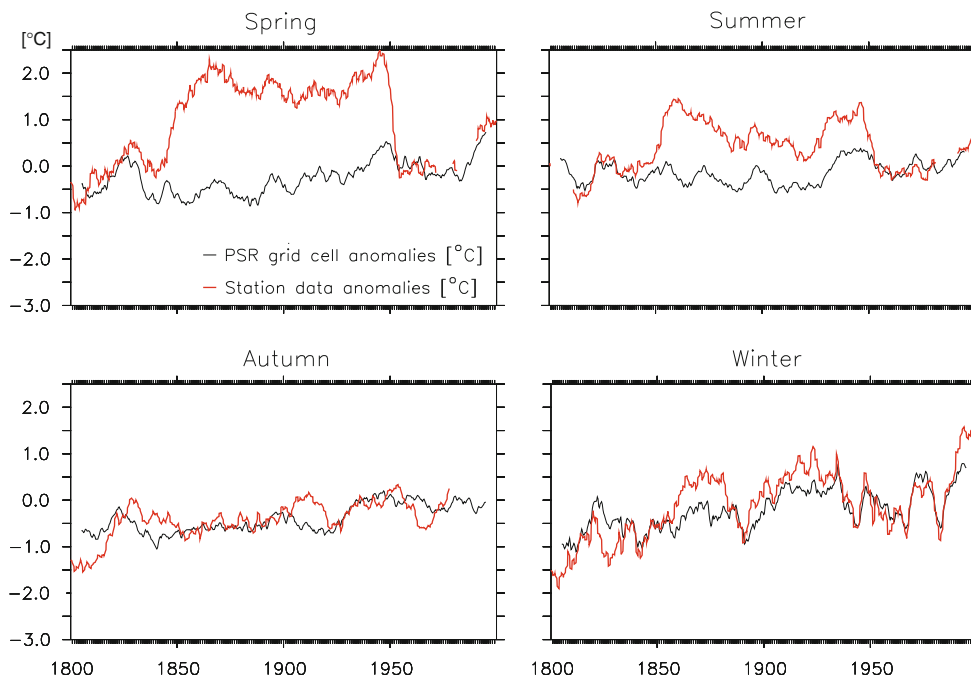 Spring
Summer
[°C]
2.0
1.0
0.0
-1.0
-2.0
-3.0
PSR grid cell anomalies [°C]
Station data anomalies [°C]
Autumn
Winter
2.0
1.0
0.0
-1.0
-2.0
-3.0
1800 1850 1900 1950
1800 1850 1900 1950